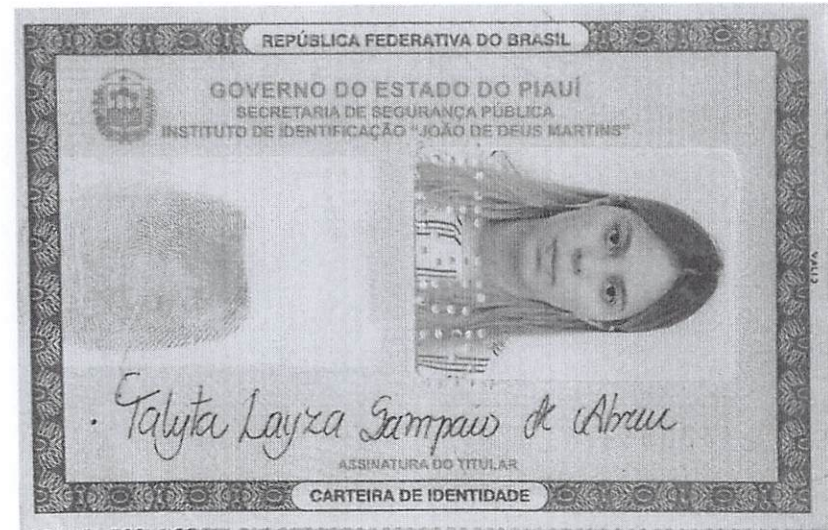 REPÚBLICA FEDERATIVA DO BRASIL
GOVERNO DO ESTADO DO PIAUÍ
SECRETARIA DE SEGURANÇA PÚBLICA
INSTITUTO DE IDENTIFICAÇÃO "JOÃO DE DEUS MARTINS"
Talyta Layza Sampaio de Abreu
ASSINATURA DO TITULAR
CARTEIRA DE IDENTIDADE